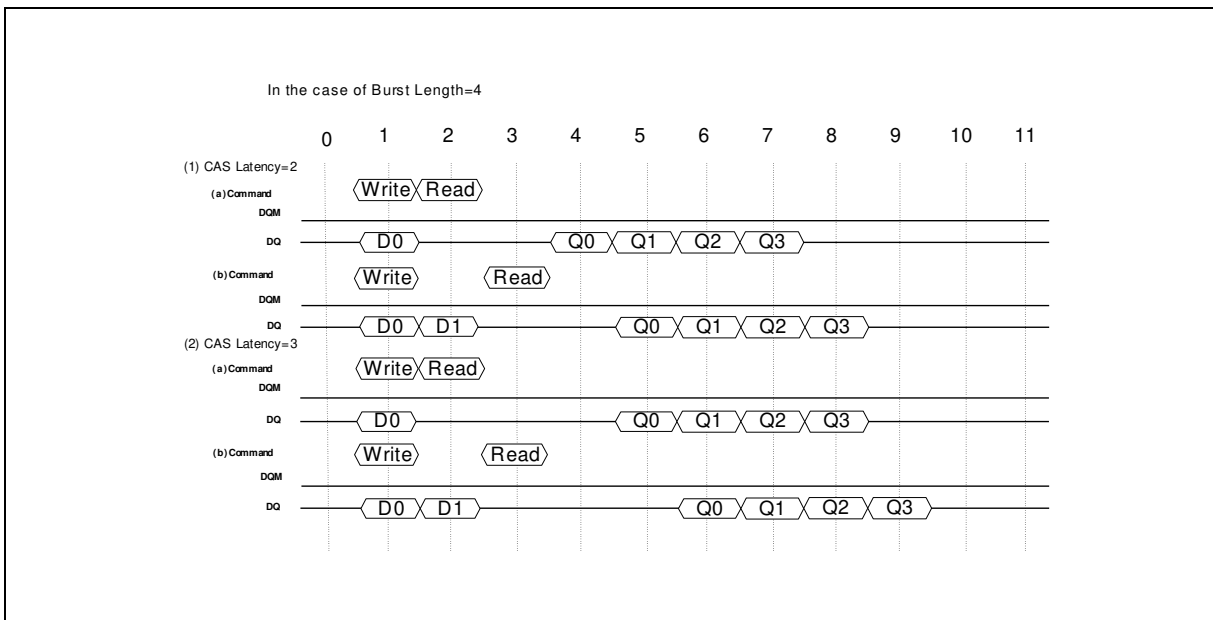 In the case of Burst Length=4
0 1 2 3 4 5 6 7 8 9 10 11
(1) CAS Latency=2
(a) Command Write Read
DQM
DQ D0 Q0 Q1 Q2 Q3
(b) Command Write Read
DQM
DQ D0 D1 Q0 Q1 Q2 Q3
(2) CAS Latency=3
(a) Command Write Read
DQM
DQ D0 Q0 Q1 Q2 Q3
(b) Command Write Read
DQM
DQ D0 D1 Q0 Q1 Q2 Q3